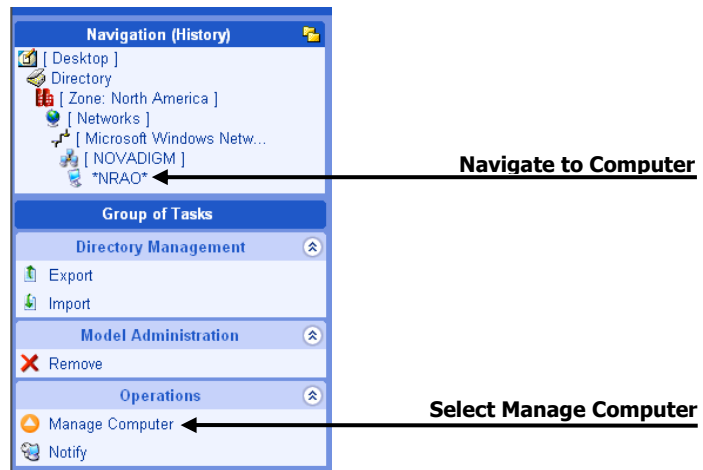 Navigation (History)
[ Desktop ]
Directory
[ Zone: North America ]
[ Networks ]
[ Microsoft Windows Netw...
[ NOVADIGM ]
*NRAO*
Navigate to Computer
Group of Tasks
Directory Management
Export
Import
Model Administration
Remove
Operations
Manage Computer
Select Manage Computer
Notify